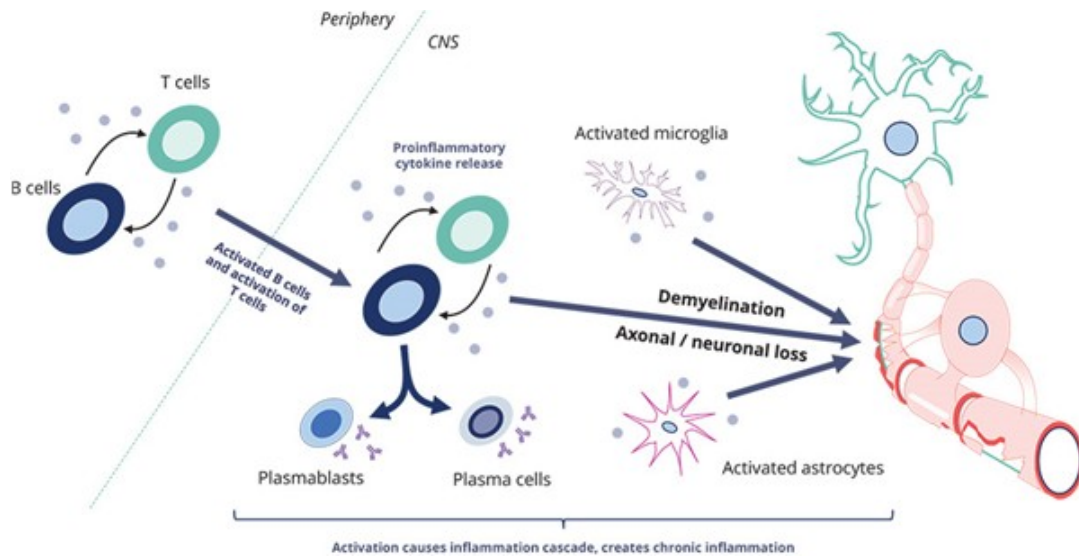 Periphery
CNS
T cells
B cells
Activated B cells
and activation of
T cells
Proinflammatory
cytokine release
Activated microglia
Demyelination
Axonal / neuronal loss
Plasmablasts
Plasma cells
Activated astrocytes
Activation causes inflammation cascade, creates chronic inflammation